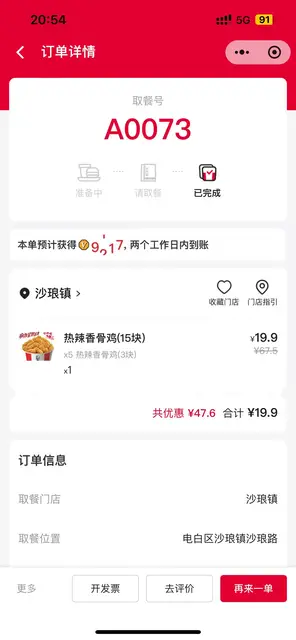 20:54
5G 91
订单详情
取餐号
A0073
准备中
请取餐
已完成
本单预计获得
, 两个工作日内到账
沙琅镇
收藏门店
门店指引
热辣香骨鸡(15块)
¥19.9
x5 热辣香骨鸡(3块)
¥67.5
x1
共优惠 ¥47.6 合计 ¥19.9
订单信息
取餐门店
沙琅镇
取餐位置
电白区沙琅镇沙琅路
更多
开发票
去评价
再来一单